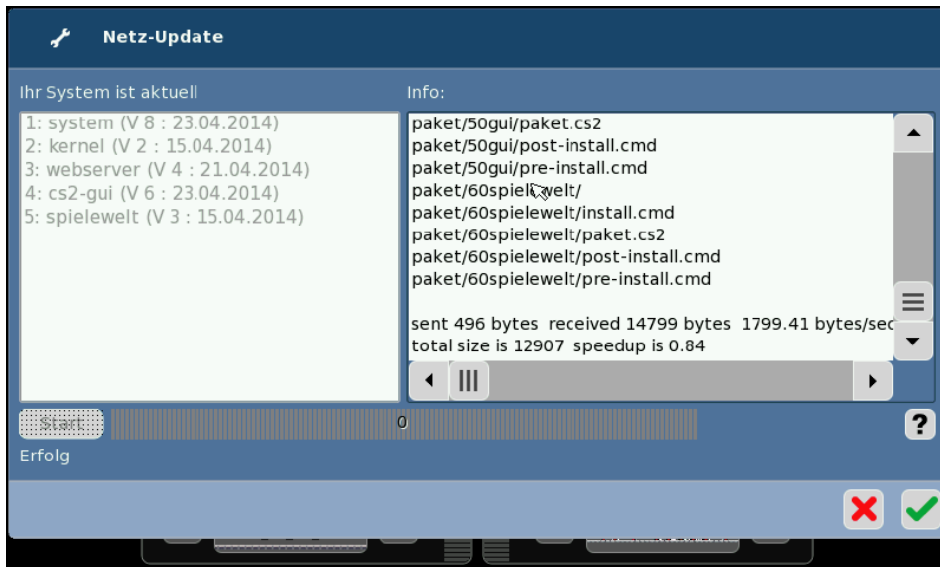 Netz-Update
Ihr System ist aktuell
1: system (V 8 : 23.04.2014)
2: kernel (V 2 : 15.04.2014)
3: webserver (V 4 : 21.04.2014)
4: cs2-gui (V 6 : 23.04.2014)
5: spielewelt (V 3 : 15.04.2014)
Info:
paket/50gui/paket.cs2
paket/50gui/post-install.cmd
paket/50gui/pre-install.cmd
paket/60spielewelt/
paket/60spielewelt/install.cmd
paket/60spielewelt/paket.cs2
paket/60spielewelt/post-install.cmd
paket/60spielewelt/pre-install.cmd
sent 496 bytes received 14799 bytes 1799.41 bytes/sec
total size is 12907 speedup is 0.84
Start
0
?
Erfolg